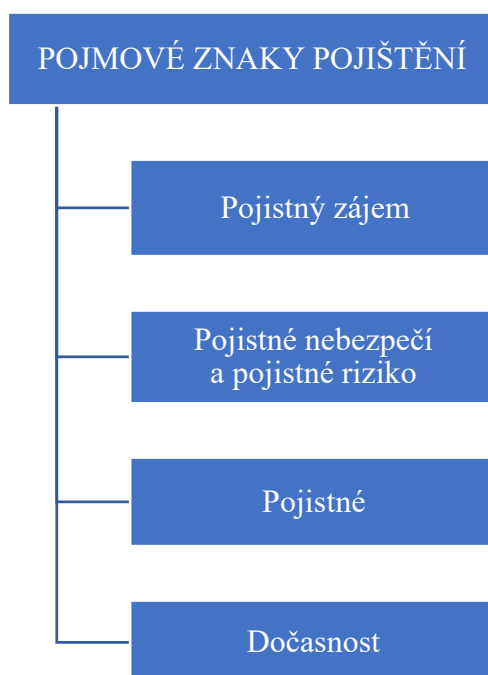 POJMOVÉ ZNAKY POJIŠTĚNÍ
Pojistný zájem
Pojistné nebezpečí
a pojistné riziko
Pojistné
Dočasnost